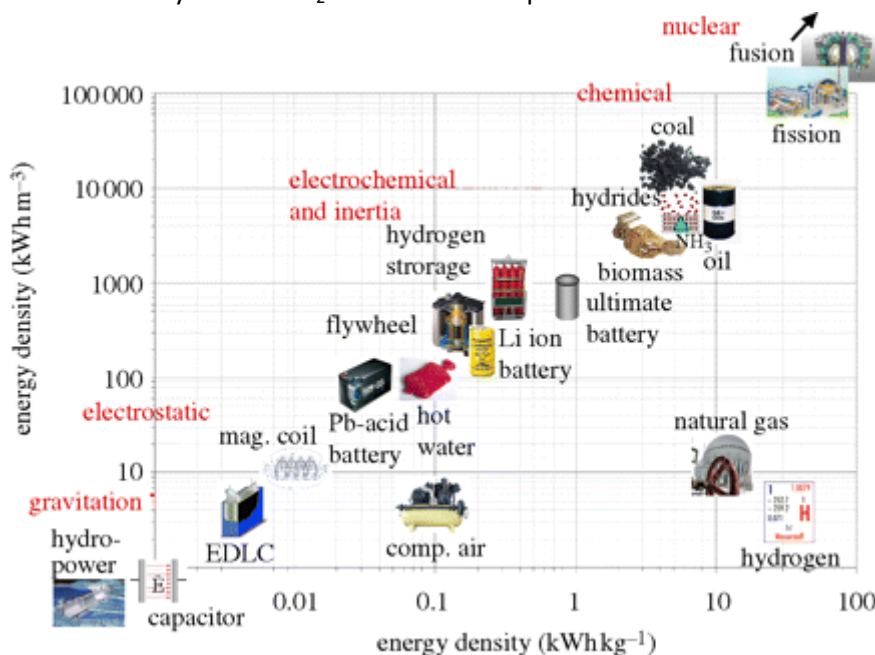 nuclear
fusion
100 000
chemical
fission
coal
10 000
electrochemical
and inertia
hydrides
hydrogen
strorage
NH3
oil
1000
biomass
ultimate
battery
flywheel
Li ion
battery
100
electrostatic
Pb-acid
battery
hot
water
mag. coil
natural gas
10
gravitation
hydro-
power
EDLC
comp. air
H
hydrogen
E
capacitor
0.01
0.1
1
10
100
energy density (kWh kg−1)
energy density (kWh m−3)